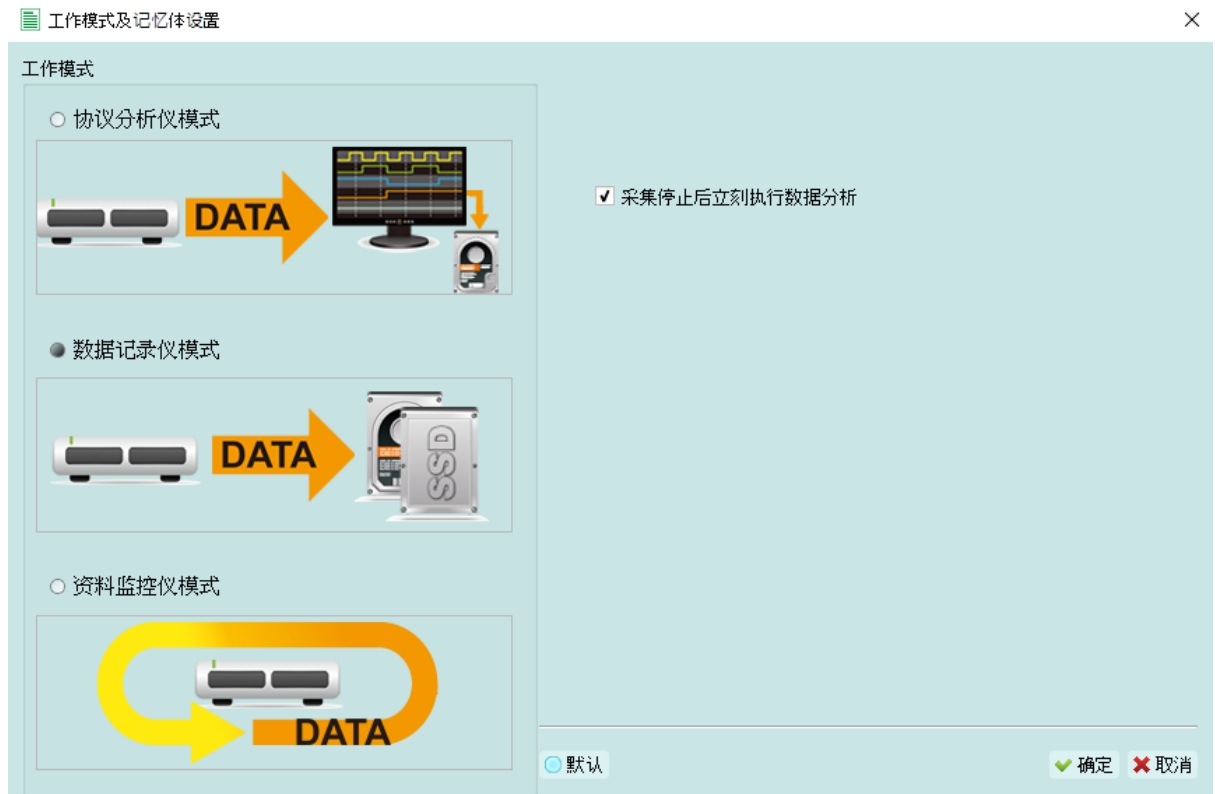 工作模式及记忆体设置
工作模式
协议分析仪模式
DATA
采集停止后立刻执行数据分析
数据记录仪模式
DATA
SSD
资料监控仪模式
DATA
默认
确定
取消